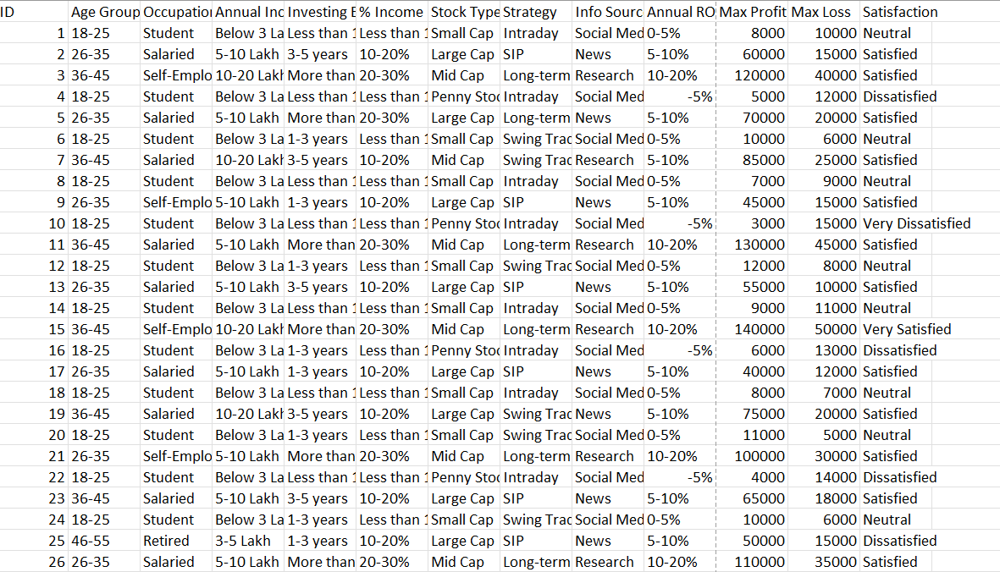 ID Age Group Occupation Annual Inc Investing E % Income Stock Type Strategy Info Sourc Annual RO Max Profit Max Loss Satisfaction
1 18-25 Student Below 3 La Less than 1 Less than 1 Small Cap Intraday Social Med 0-5% 8000 10000 Neutral
2 26-35 Salaried 5-10 Lakh 3-5 years 10-20% Large Cap SIP News 5-10% 60000 15000 Satisfied
3 36-45 Self-Emplo 10-20 Lakh More than 20-30% Mid Cap Long-term Research 10-20% 120000 40000 Satisfied
4 18-25 Student Below 3 La Less than 1 Less than 1 Penny Stoc Intraday Social Med -5% 5000 12000 Dissatisfied
5 26-35 Salaried 5-10 Lakh More than 20-30% Large Cap Long-term News 5-10% 70000 20000 Satisfied
6 18-25 Student Below 3 La 1-3 years Less than 1 Small Cap Swing Trac Social Med 0-5% 10000 6000 Neutral
7 36-45 Salaried 10-20 Lakh 3-5 years 10-20% Mid Cap Swing Trac Research 5-10% 85000 25000 Satisfied
8 18-25 Student Below 3 La Less than 1 Less than 1 Small Cap Intraday Social Med 0-5% 7000 9000 Neutral
9 26-35 Self-Emplo 5-10 Lakh 1-3 years 10-20% Large Cap SIP News 5-10% 45000 15000 Satisfied
10 18-25 Student Below 3 La Less than 1 Less than 1 Penny Stoc Intraday Social Med -5% 3000 15000 Very Dissatisfied
11 36-45 Salaried 5-10 Lakh More than 20-30% Mid Cap Long-term Research 10-20% 130000 45000 Satisfied
12 18-25 Student Below 3 La 1-3 years Less than 1 Small Cap Swing Trac Social Med 0-5% 12000 8000 Neutral
13 26-35 Salaried 5-10 Lakh 3-5 years 10-20% Large Cap SIP News 5-10% 55000 10000 Satisfied
14 18-25 Student Below 3 La Less than 1 Less than 1 Small Cap Intraday Social Med 0-5% 9000 11000 Neutral
15 36-45 Self-Emplo 10-20 Lakh More than 20-30% Mid Cap Long-term Research 10-20% 140000 50000 Very Satisfied
16 18-25 Student Below 3 La 1-3 years Less than 1 Penny Stoc Intraday Social Med -5% 6000 13000 Dissatisfied
17 26-35 Salaried 5-10 Lakh 1-3 years 10-20% Large Cap SIP News 5-10% 40000 12000 Satisfied
18 18-25 Student Below 3 La Less than 1 Less than 1 Small Cap Intraday Social Med 0-5% 8000 7000 Neutral
19 36-45 Salaried 10-20 Lakh 3-5 years 10-20% Large Cap Swing Trac News 5-10% 75000 20000 Satisfied
20 18-25 Student Below 3 La 1-3 years Less than 1 Small Cap Swing Trac Social Med 0-5% 11000 5000 Neutral
21 26-35 Self-Emplo 5-10 Lakh More than 20-30% Mid Cap Long-term Research 10-20% 100000 30000 Satisfied
22 18-25 Student Below 3 La Less than 1 Less than 1 Penny Stoc Intraday Social Med -5% 4000 14000 Dissatisfied
23 36-45 Salaried 5-10 Lakh 3-5 years 10-20% Large Cap SIP News 5-10% 65000 18000 Satisfied
24 18-25 Student Below 3 La 1-3 years Less than 1 Small Cap Swing Trac Social Med 0-5% 10000 6000 Neutral
25 46-55 Retired 3-5 Lakh 1-3 years 10-20% Large Cap SIP News 5-10% 50000 15000 Dissatisfied
26 26-35 Salaried 5-10 Lakh More than 20-30% Mid Cap Long-term Research 10-20% 110000 35000 Satisfied